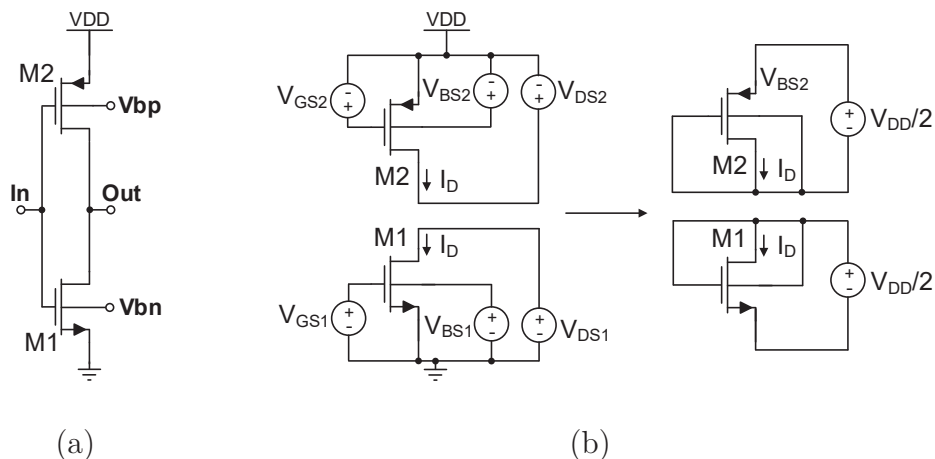 VDD
M2
Vbp
In
Out
Vbn
M1
(a)
VDD
VGS2
VBS2
VDS2
M2
ID
M1
ID
VGS1
VBS1
VDS1
VBS2
VDD/2
M2
ID
M1
ID
VDD/2
(b)